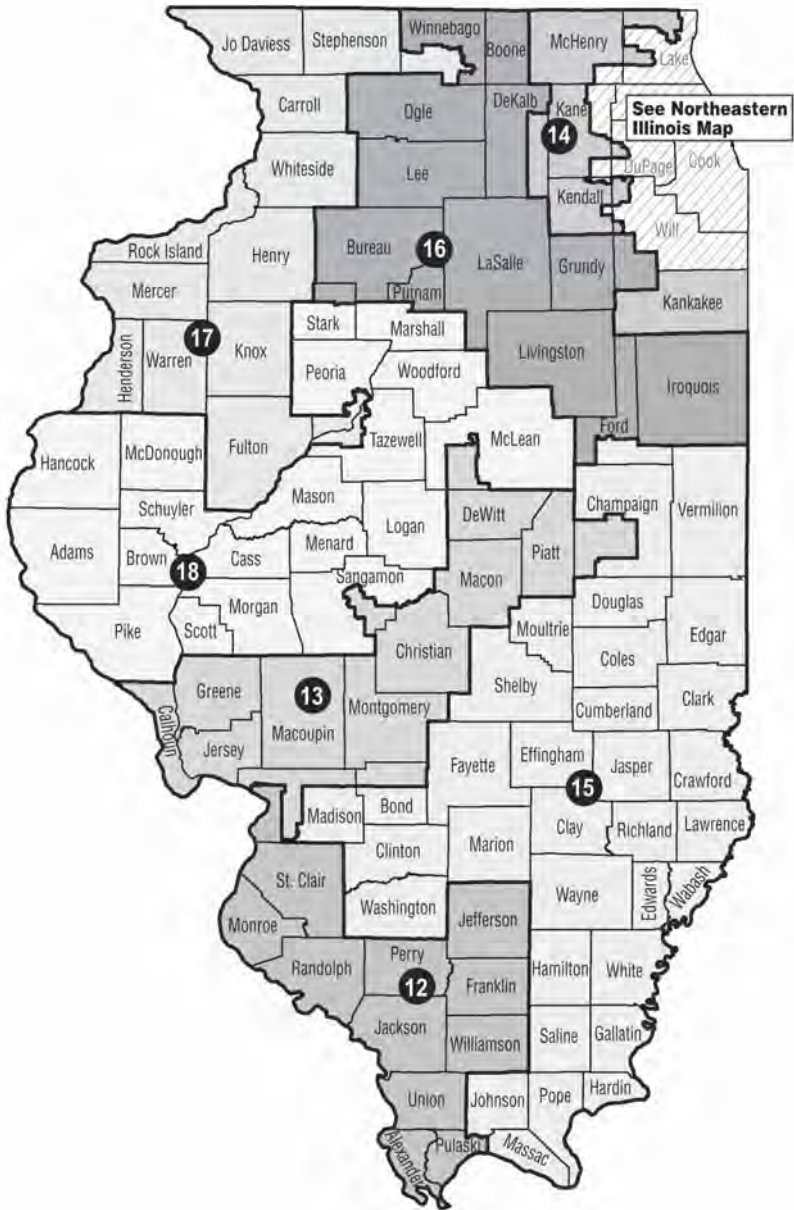 Jo Daviess
Stephenson
Winnebago
Boone
McHenry
Lake
Carroll
Ogle
DeKalb
Kane
14
See Northeastern
Illinois Map
DuPage
Cook
Whiteside
Lee
Kendall
Will
Rock Island
Henry
Bureau
16
LaSalle
Grundy
Putnam
Mercer
Kankakee
17
Stark
Marshall
Henderson
Warren
Knox
Peoria
Woodford
Livingston
Iroquois
Ford
Hancock
McDonough
Fulton
Tazewell
McLean
Schuyler
Mason
Champaign
Vermilion
Adams
Brown
Logan
DeWitt
Piatt
Cass
Menard
18
Sangamon
Macon
Douglas
Pike
Scott
Morgan
Moultrie
Edgar
Christian
Coles
Shelby
Greene
13
Montgomery
Cumberland
Clark
Calhoun
Macoupin
Jersey
Fayette
Effingham
Jasper
Crawford
15
Madison
Bond
Clay
Richland
Lawrence
Clinton
Marion
St. Clair
Wayne
Edwards
Wabash
Washington
Jefferson
Monroe
Randolph
Perry
12
Franklin
Hamilton
White
Jackson
Williamson
Saline
Gallatin
Union
Johnson
Pope
Hardin
Alexander
Pulaski
Massac